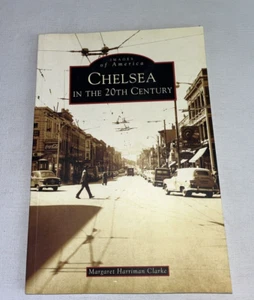 IMAGES
of America
CHELSEA
IN THE 20TH CENTURY
Margaret Harriman Clarke